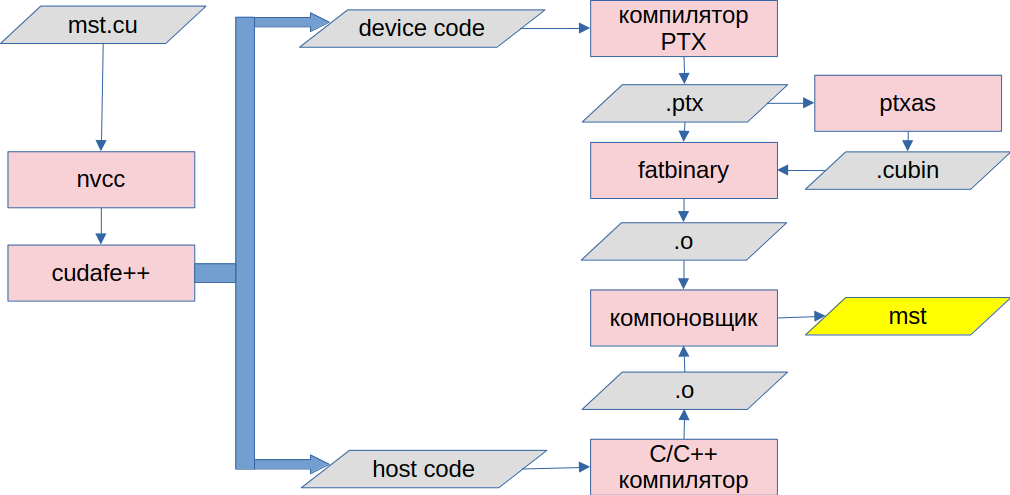 mst.cu
nvcc
cudafe++
device code
компилятор
PTX
.ptx
ptxas
.cubin
fatbinary
.o
компоновщик
mst
.o
host code
C/C++
компилятор